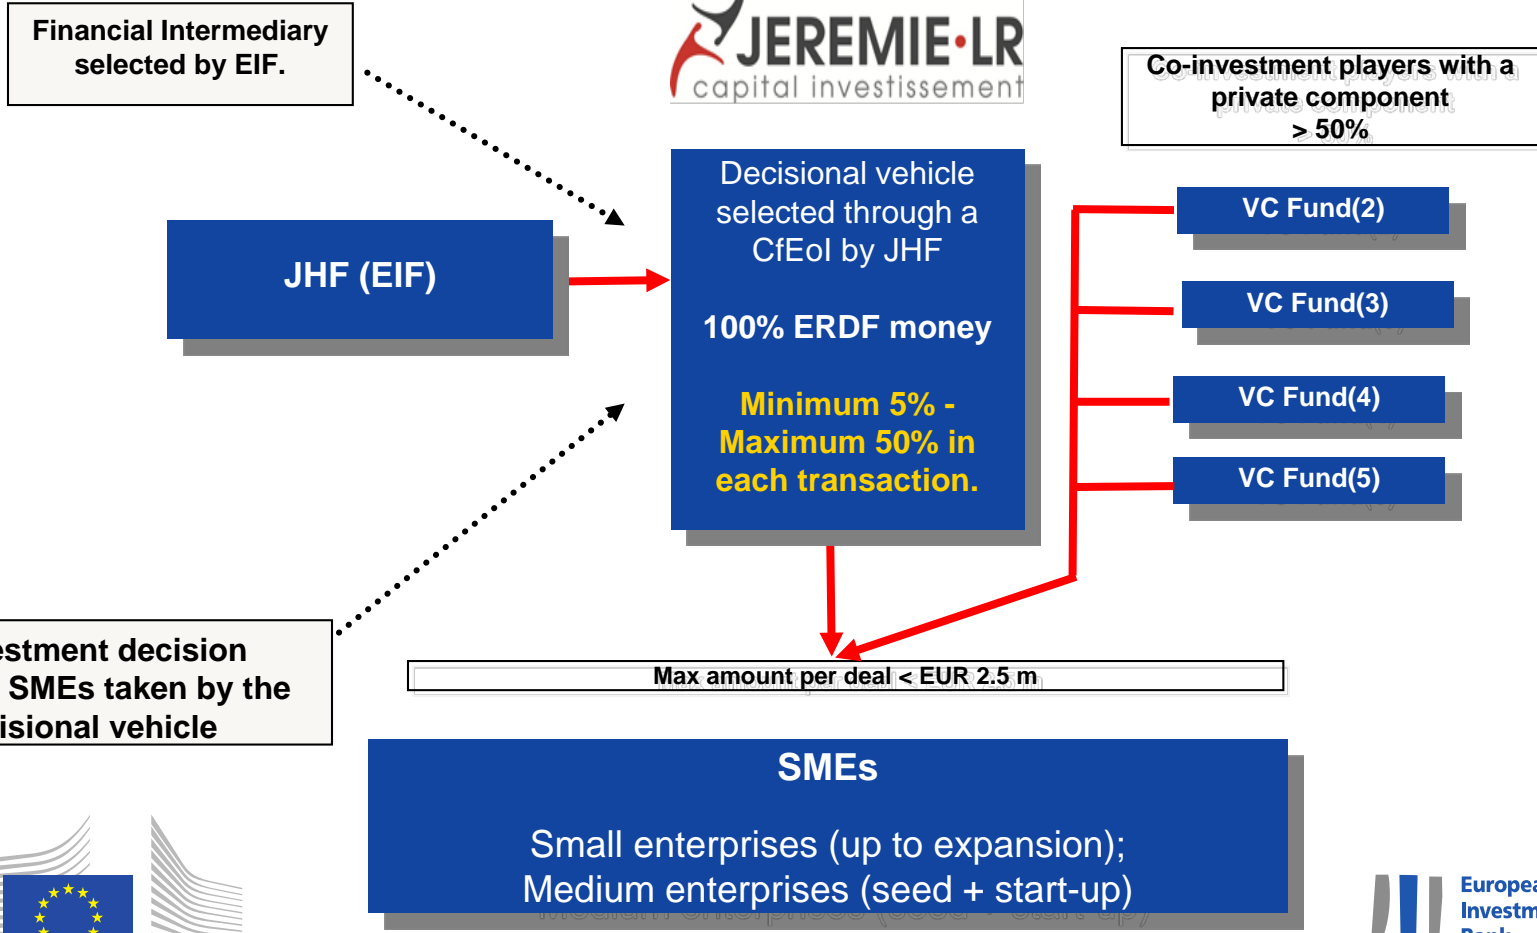 Financial Intermediary
selected by EIF.
JEREMIE•LR
capital investissement
Co-investment players with a
private component
> 50%
Decisional vehicle
selected through a
CfEoI by JHF
100% ERDF money
Minimum 5% -
Maximum 50% in
each transaction.
JHF (EIF)
VC Fund(2)
VC Fund(3)
VC Fund(4)
VC Fund(5)
estment decision
SMEs taken by the
isional vehicle
Max amount per deal < EUR 2.5 m
SMEs
Small enterprises (up to expansion);
Medium enterprises (seed + start-up)
Europea
Investm